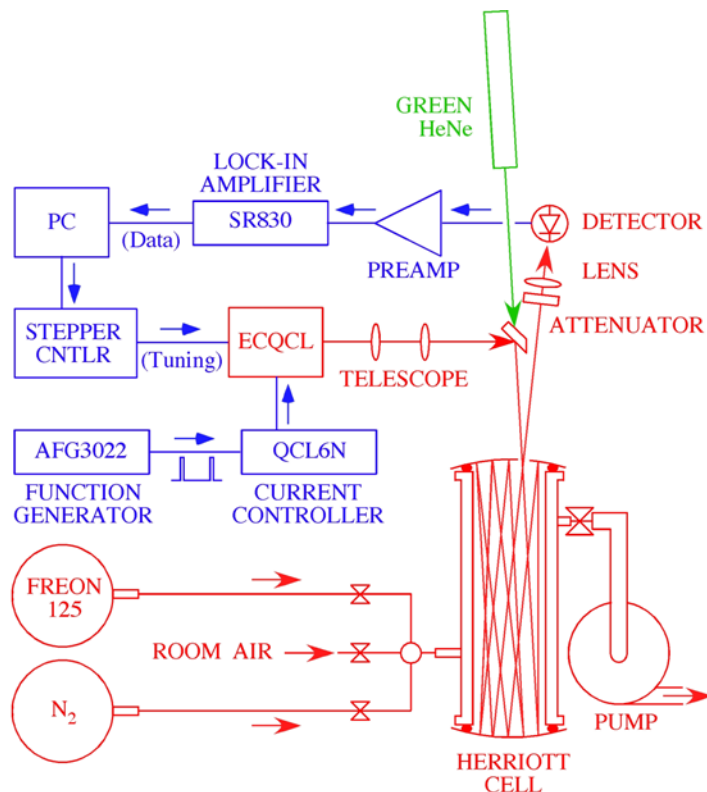 GREEN
HeNe
LOCK-IN
AMPLIFIER
PC
SR830
(Data)
PREAMP
DETECTOR
LENS
ATTENUATOR
STEPPER
CNTLR
(Tuning)
ECQCL
TELESCOPE
AFG3022
QCL6N
FUNCTION
GENERATOR
CURRENT
CONTROLLER
FREON
125
ROOM AIR
N2
PUMP
HERRIOTT
CELL